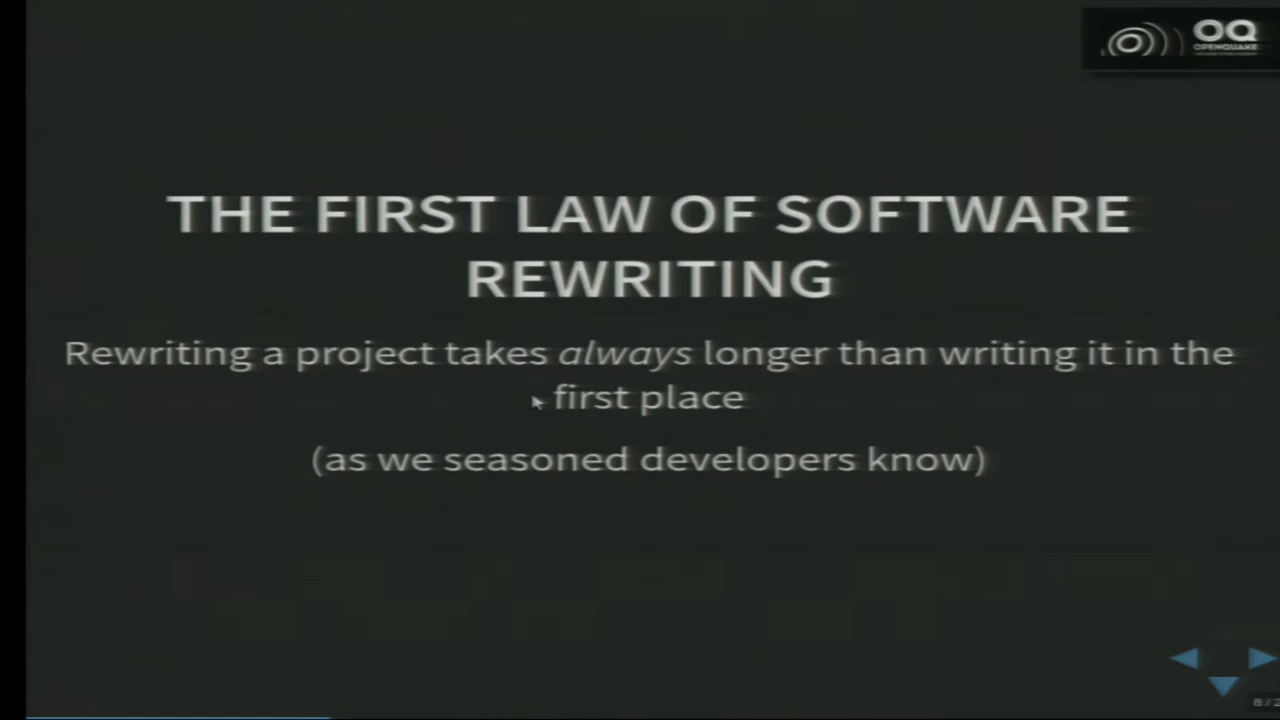 OQ
OPENQUAKE
THE FIRST LAW OF SOFTWARE
REWRITING
Rewriting a project takes always longer than writing it in the
first place
(as we seasoned developers know)